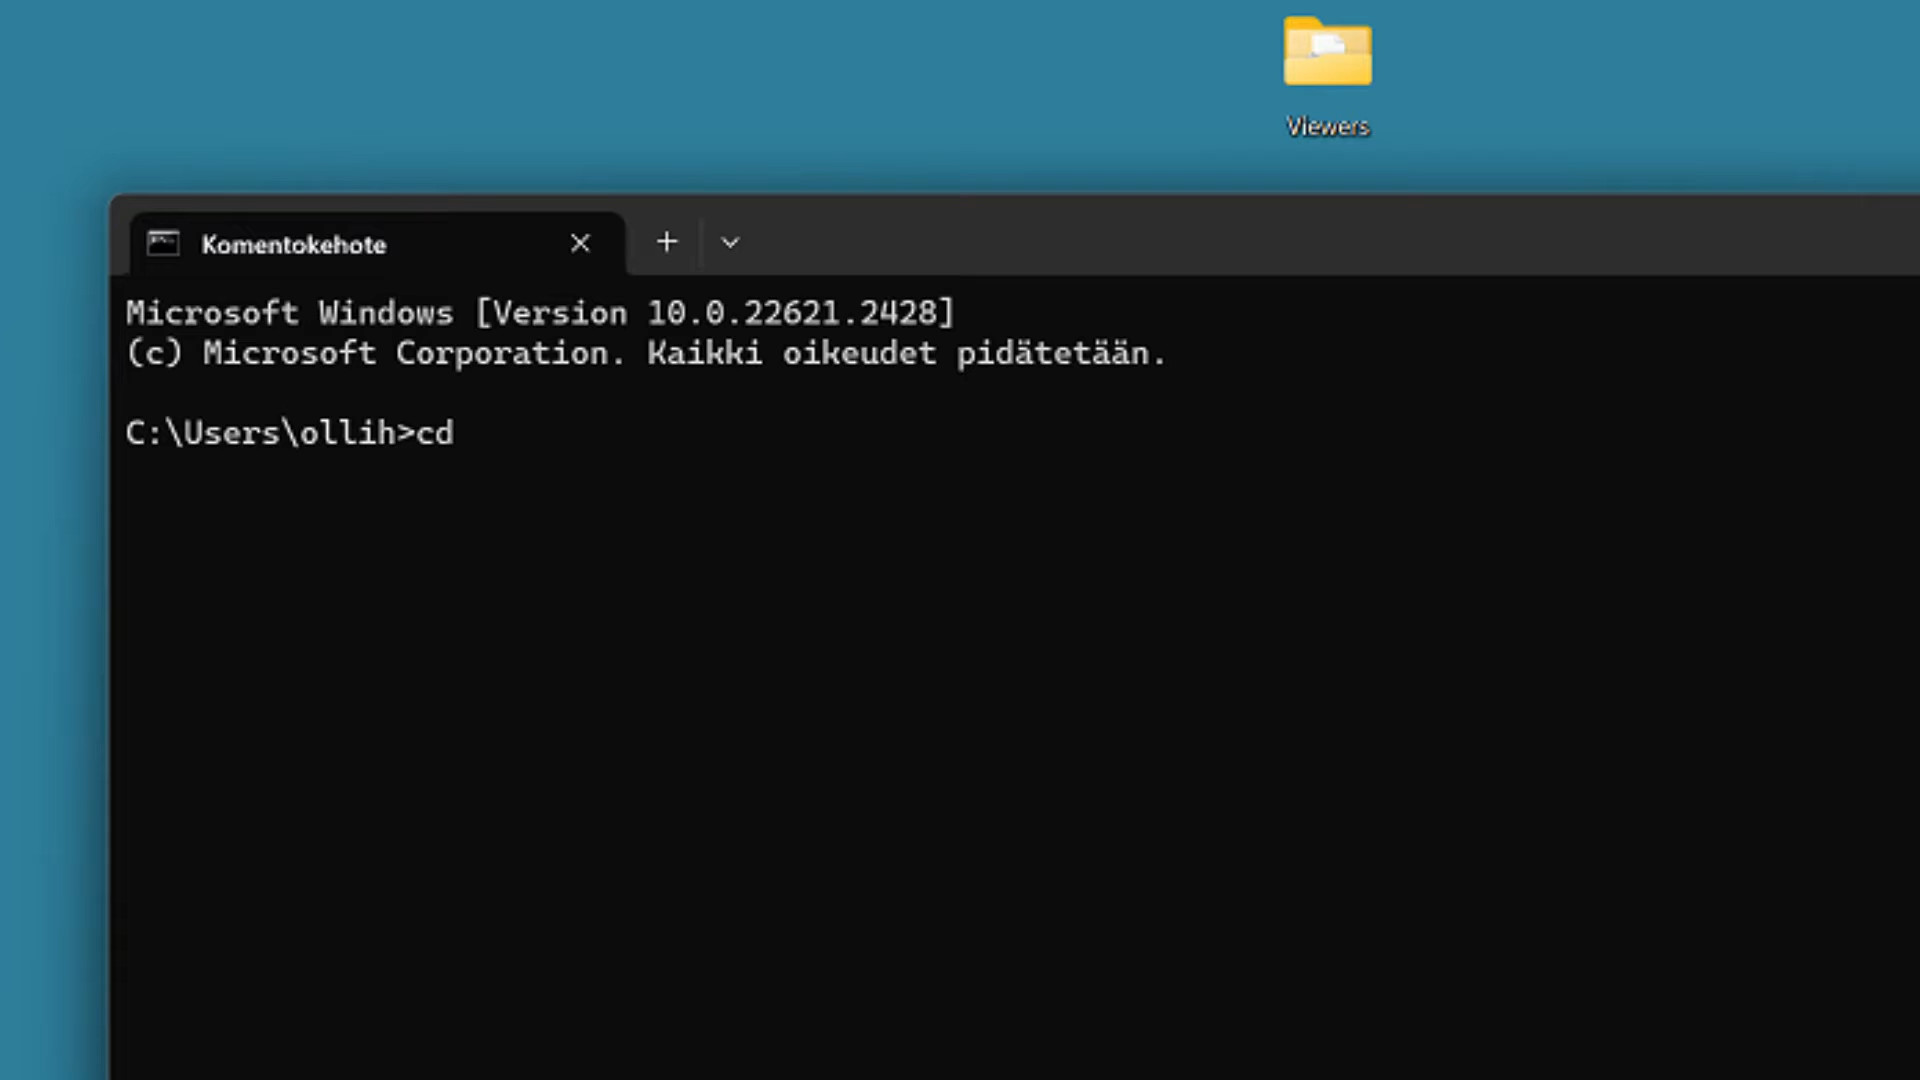 Viewers
Komentokehote
Microsoft Windows [Version 10.0.22621.2428]
(c) Microsoft Corporation. Kaikki oikeudet pidätetään.
C:\Users\ollih>cd